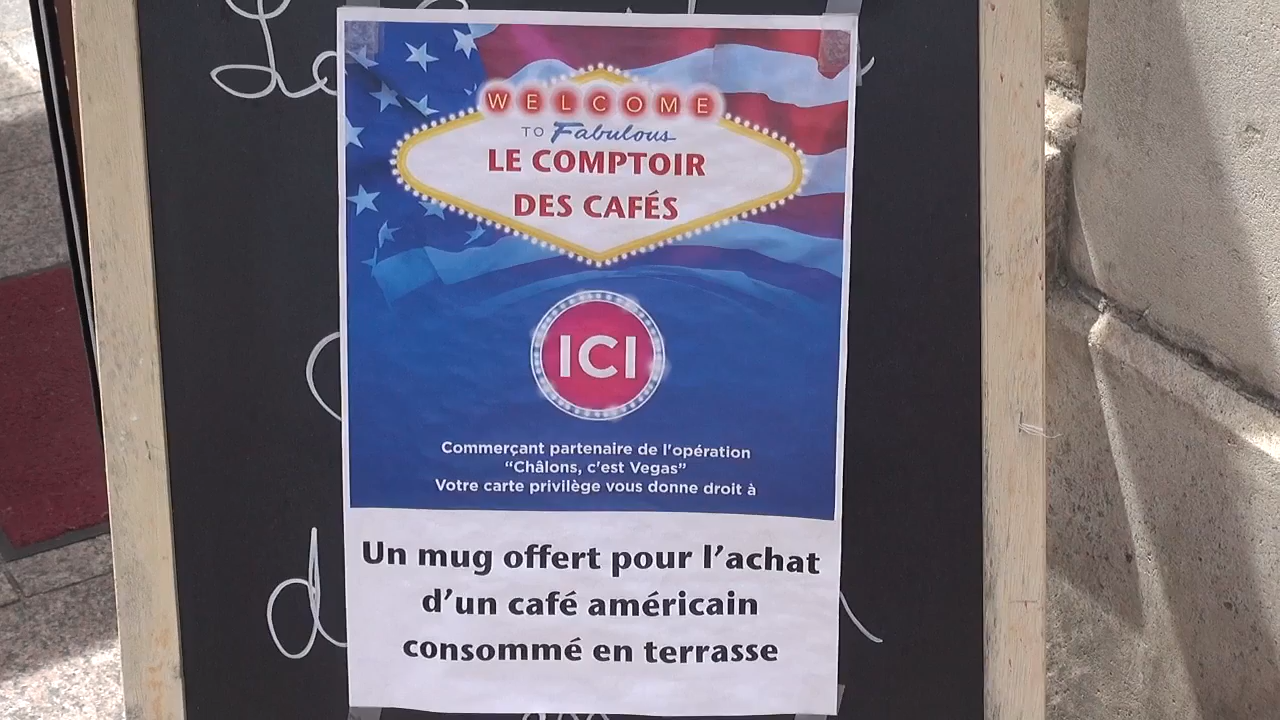 WELCOME
TO Fabulous
LE COMPTOIR
DES CAFÉS
ICI
Commerçant partenaire de l'opération
“Châlons, c'est Vegas”
Votre carte privilège vous donne droit à
Un mug offert pour l’achat
d’un café américain
consommé en terrasse